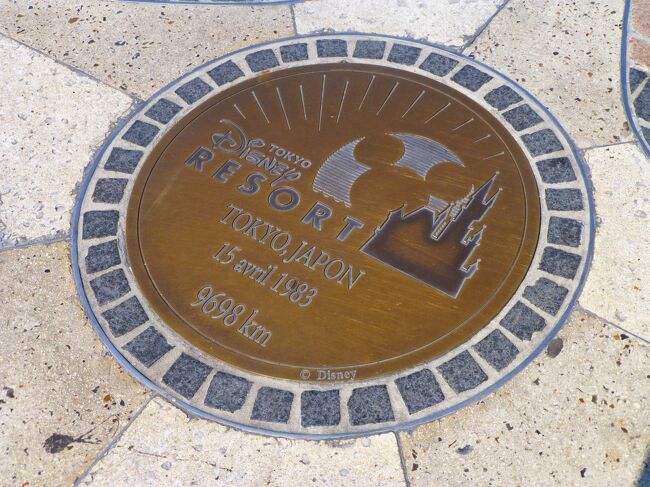 TOKYO
DISNEY
RESORT
TOKYO, JAPON
15 avril 1983
9698 km
© Disney